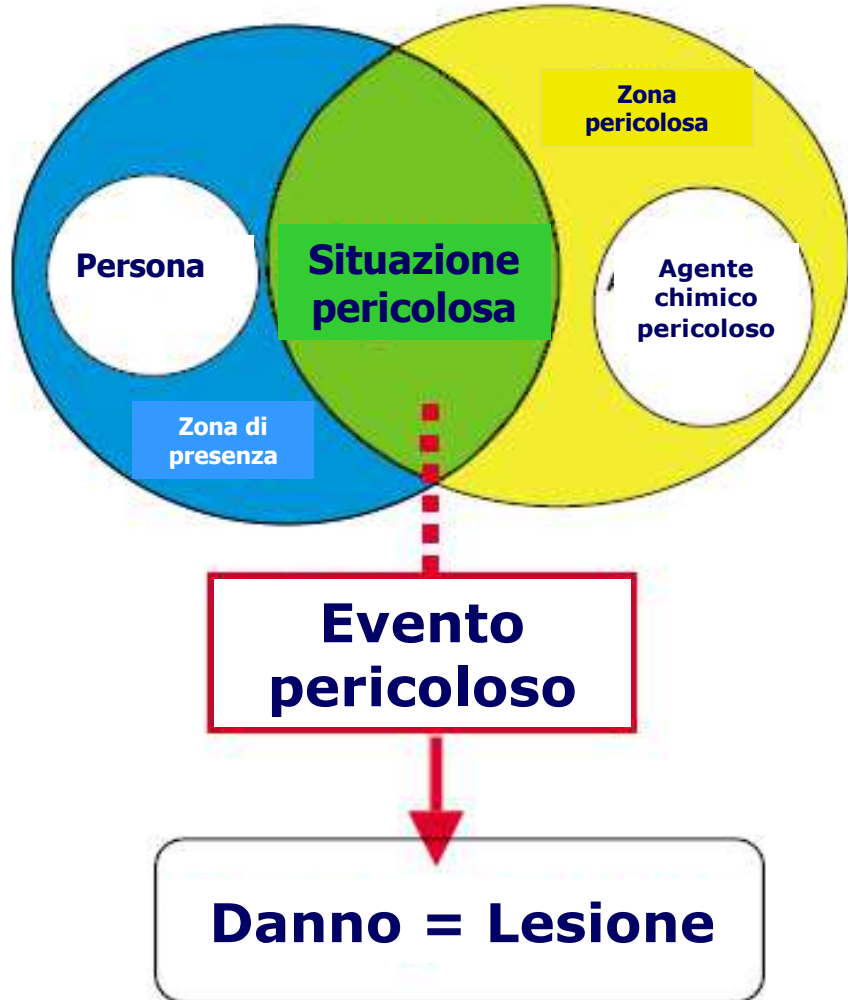 Zona
pericolosa
Persona
Situazione
pericolosa
Agente
chimico
pericoloso
Zona di
presenza
Evento
pericoloso
Danno = Lesione